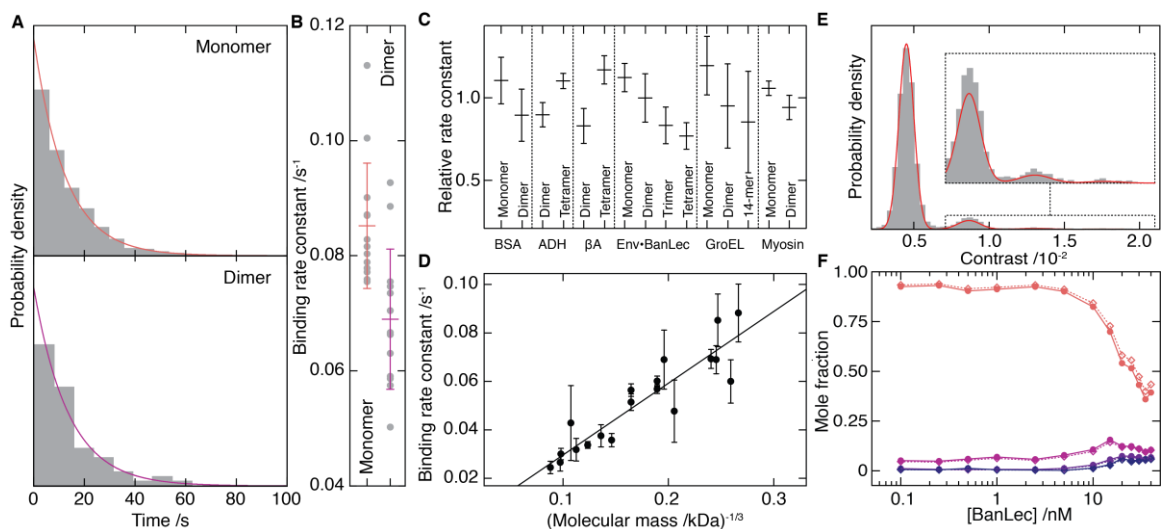 A
Monomer
Dimer
Probability density
0 20 40 60 80 100
Time /s
B
0.12
0.10
0.08
0.06
0.04
Binding rate constant /s-1
Dimer
Monomer
C
1.0
0.5
Relative rate constant
Monomer Dimer Dimer Tetramer Dimer Tetramer Monomer Dimer Trimer Tetramer Monomer Dimer 14-mer Monomer Dimer
BSA ADH βA Env•BanLec GroEL Myosin
D
0.10
0.08
0.06
0.04
0.02
Binding rate constant /s-1
0.1 0.2 0.3
(Molecular mass /kDa)-1/3
E
Probability density
0.5 1.0 1.5 2.0
Contrast /10-2
F
1.00
0.75
0.50
0.25
0
Mole fraction
0.1 1 10
[BanLec] /nM